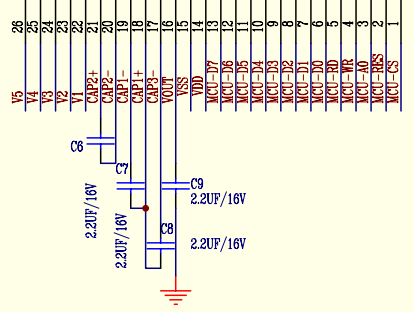 26 25 24 23 22 21 20 19 18 17 16 15 14 13 12 11 10 9 8 7 6 5 4 3 2 1
V5
V4
V3
V2
V1
CAP2+
CAP2-
CAP1-
CAP1+
CAP3-
VOUT
VSS
VDD
MCU-D7
MCU-D6
MCU-D5
MCU-D4
MCU-D3
MCU-D2
MCU-D1
MCU-D0
MCU-RD
MCU-WR
MCU-A0
MCU-RES
MCU-CS
C6
C7
C9
2.2UF/16V
2.2UF/16V
2.2UF/16V
C8
2.2UF/16V